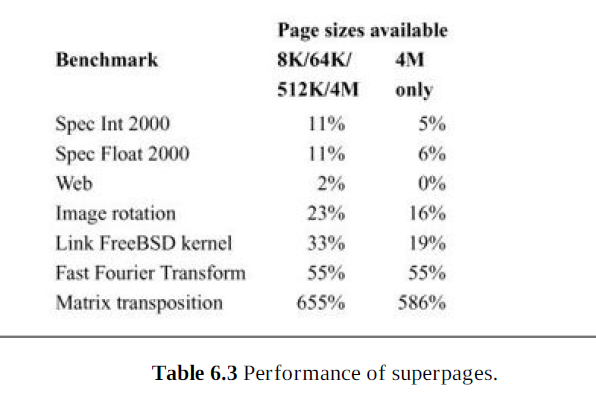 Page sizes available
Benchmark 8K/64K/ 4M
512K/4M only
Spec Int 2000 11% 5%
Spec Float 2000 11% 6%
Web 2% 0%
Image rotation 23% 16%
Link FreeBSD kernel 33% 19%
Fast Fourier Transform 55% 55%
Matrix transposition 655% 586%
Table 6.3 Performance of superpages.